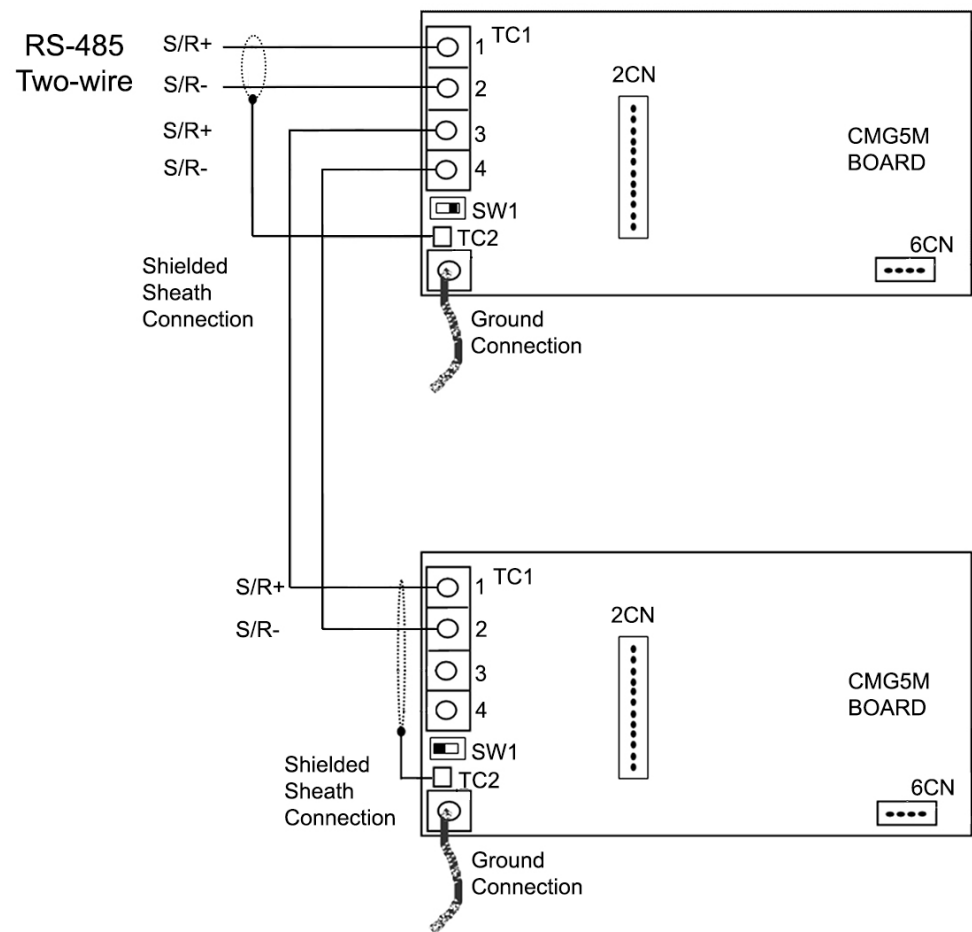 RS-485
Two-wire
S/R+
S/R-
S/R+
S/R-
1
2
3
4
TC1
SW1
TC2
2CN
CMG5M
BOARD
6CN
Shielded
Sheath
Connection
Ground
Connection
S/R+
S/R-
1
2
3
4
TC1
SW1
TC2
2CN
CMG5M
BOARD
6CN
Shielded
Sheath
Connection
Ground
Connection